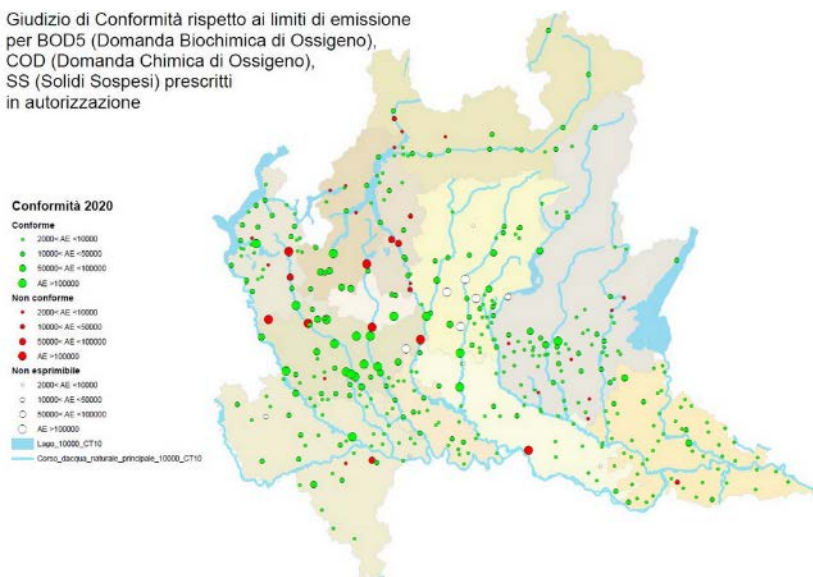 Giudizio di Conformità rispetto ai limiti di emissione
per BOD5 (Domanda Biochimica di Ossigeno),
COD (Domanda Chimica di Ossigeno),
SS (Solidi Sospesi) prescritti
in autorizzazione
Conformità 2020
Conforme
2000< AE <10000
10000< AE <50000
50000< AE <100000
AE >100000
Non conforme
2000< AE <10000
10000< AE <50000
50000< AE <100000
AE >100000
Non esprimibile
2000< AE <10000
10000< AE <50000
50000< AE <100000
AE >100000
Lago_10000_CT10
Corso_dacqua_naturale_principale_10000_CT10